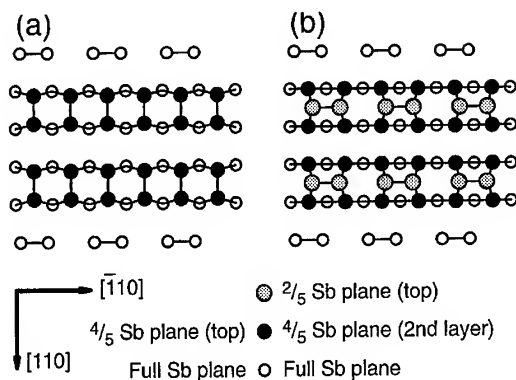 (a) (b)
[1̄10] 2/5 Sb plane (top)
4/5 Sb plane (top) 4/5 Sb plane (2nd layer)
[110] Full Sb plane Full Sb plane